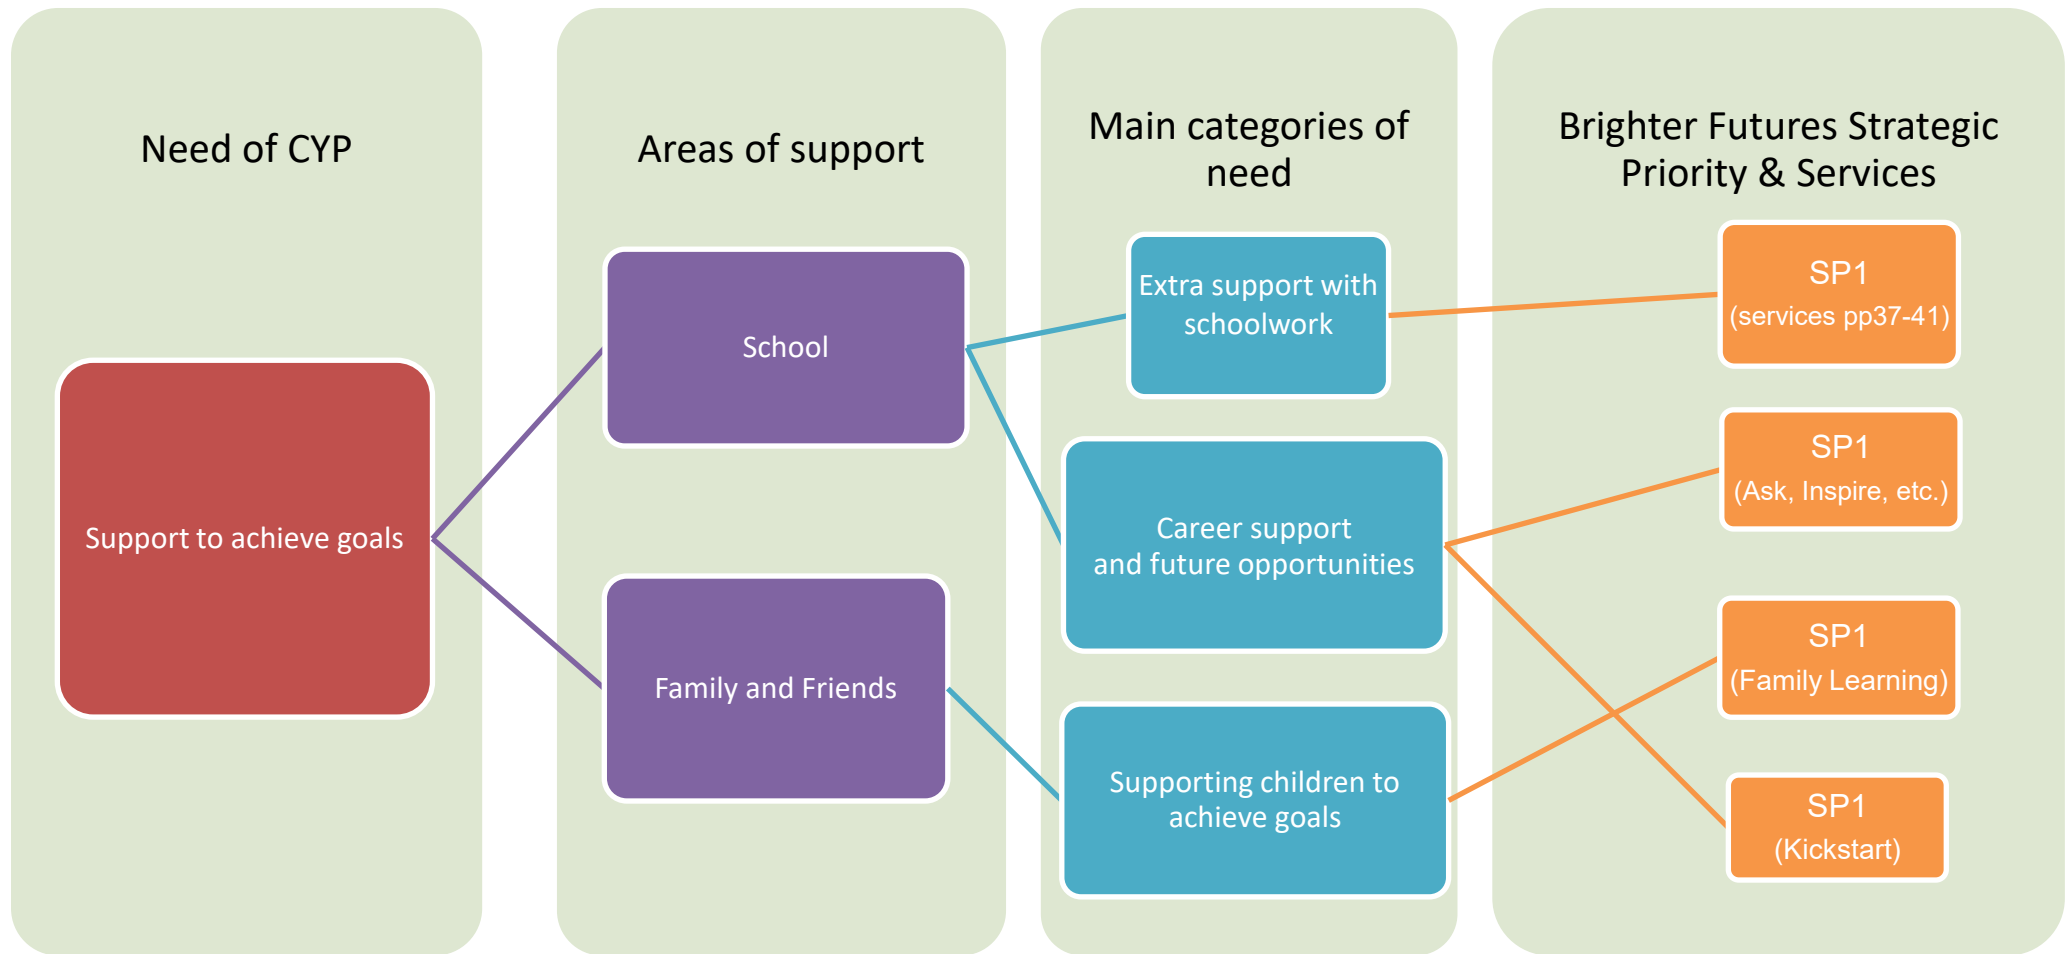 Need of CYP
Support to achieve goals
Areas of support
School
Family and Friends
Main categories of
need
Extra support with
schoolwork
Career support
and future opportunities
Supporting children to
achieve goals
Brighter Futures Strategic
Priority & Services
SP1
(services pp37-41)
SP1
(Ask, Inspire, etc.)
SP1
(Family Learning)
SP1
(Kickstart)